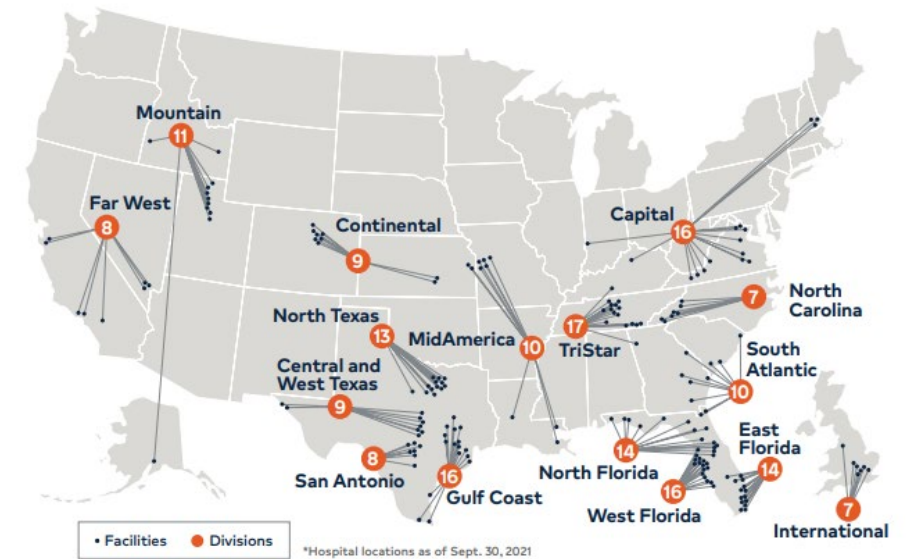 Mountain
11
Far West
8
Continental
9
Capital
16
North
Carolina
7
North Texas
13
MidAmerica
10
17
TriStar
Central and
West Texas
9
South
Atlantic
10
San Antonio
8
Gulf Coast
16
North Florida
14
West Florida
16
East
Florida
14
International
7
• Facilities ● Divisions
*Hospital locations as of Sept. 30, 2021